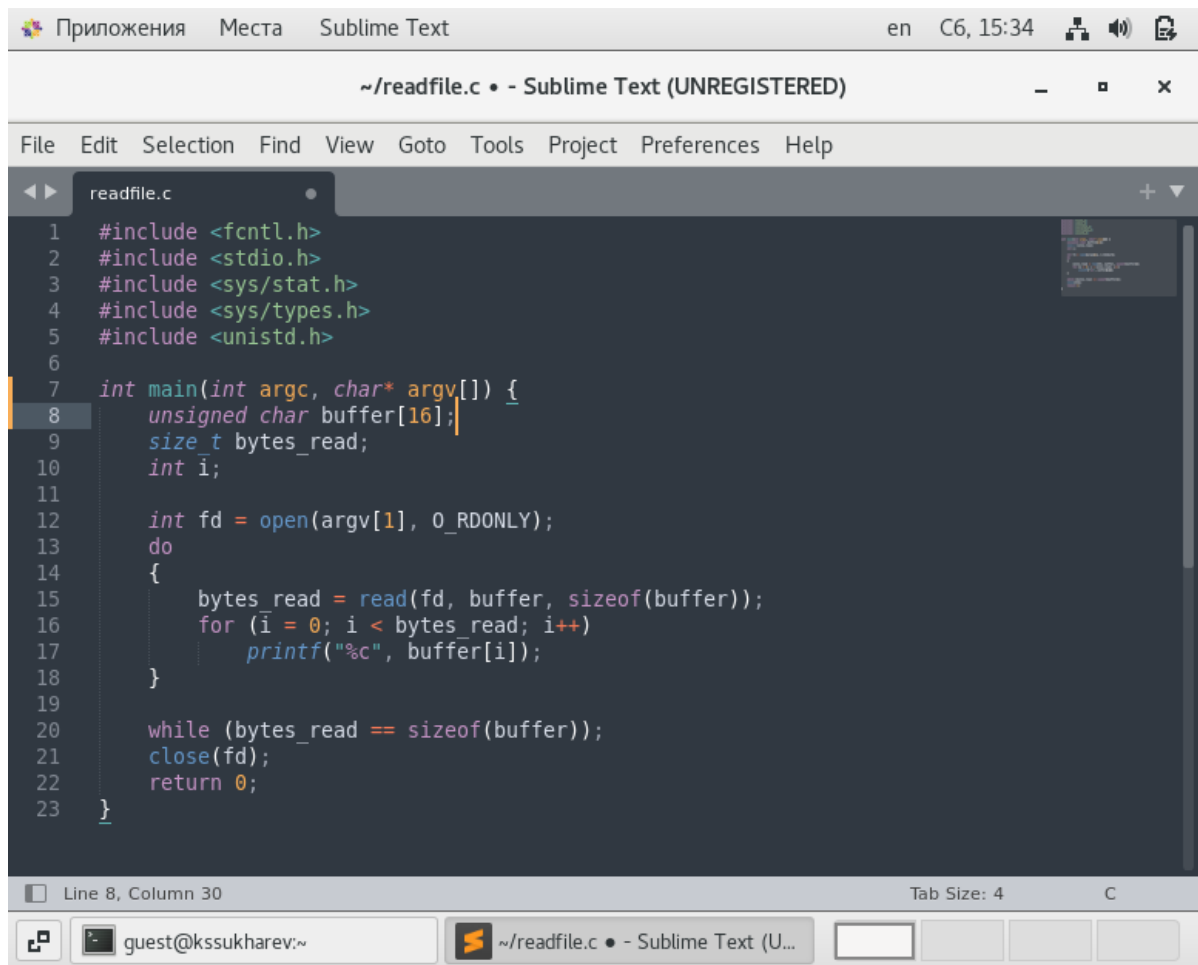 Приложения Места Sublime Text en Сб, 15:34
~/readfile.c • - Sublime Text (UNREGISTERED)
File Edit Selection Find View Goto Tools Project Preferences Help
readfile.c
1 #include <fcntl.h>
2 #include <stdio.h>
3 #include <sys/stat.h>
4 #include <sys/types.h>
5 #include <unistd.h>
6
7 int main(int argc, char* argv[]) {
8     unsigned char buffer[16];
9     size_t bytes_read;
10     int i;
11
12     int fd = open(argv[1], O_RDONLY);
13     do
14     {
15         bytes_read = read(fd, buffer, sizeof(buffer));
16         for (i = 0; i < bytes_read; i++)
17             printf("%c", buffer[i]);
18     }
19
20     while (bytes_read == sizeof(buffer));
21     close(fd);
22     return 0;
23 }
Line 8, Column 30 Tab Size: 4 C
guest@kssukharev:~ ~/readfile.c • - Sublime Text (U...